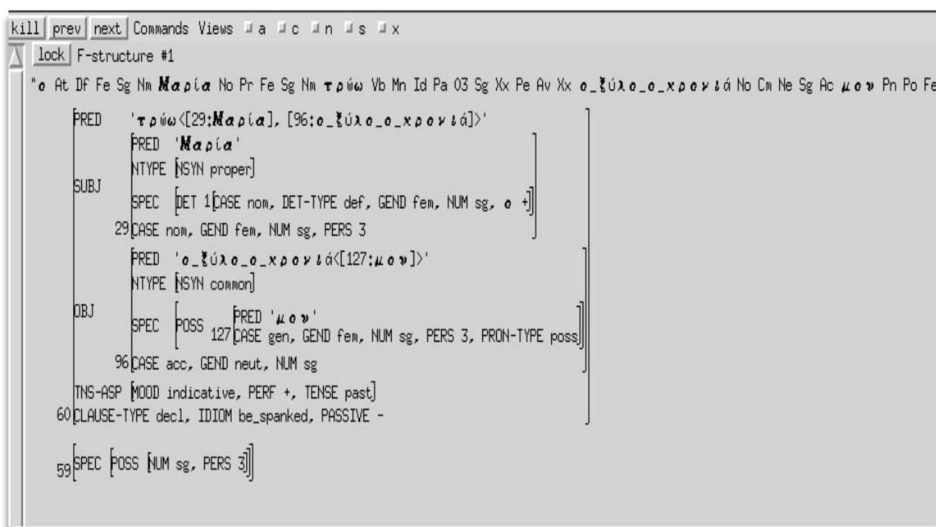 kill prev next Commands Views a c n s x
lock F-structure #1
"ο At Df Fe Sg Nm Μαρία No Pr Fe Sg Nm τρώω Vb Mn Id Pa 03 Sg Xx Pe Av Xx ο_ξύλο_ο_χρονιά No Cm Ne Sg Ac μου Pn Po Fe
PRED 'τρώω<[29:Μαρία], [96:ο_ξύλο_ο_χρονιά]>'
PRED 'Μαρία'
NTYPE [NSYN proper]
SUBJ
SPEC [DET 1[CASE nom, DET-TYPE def, GEND fem, NUM sg, ο +]]
29[CASE nom, GEND fem, NUM sg, PERS 3
PRED 'ο_ξύλο_ο_χρονιά<[127:μου]>'
NTYPE [NSYN common]
OBJ
SPEC [POSS 127[PRED 'μου'
CASE gen, GEND fem, NUM sg, PERS 3, PRON-TYPE poss]]
96[CASE acc, GEND neut, NUM sg
TNS-ASP [MOOD indicative, PERF +, TENSE past]
60[CLAUSE-TYPE decl, IDIOM be_spanked, PASSIVE -
59[SPEC [POSS [NUM sg, PERS 3]]]